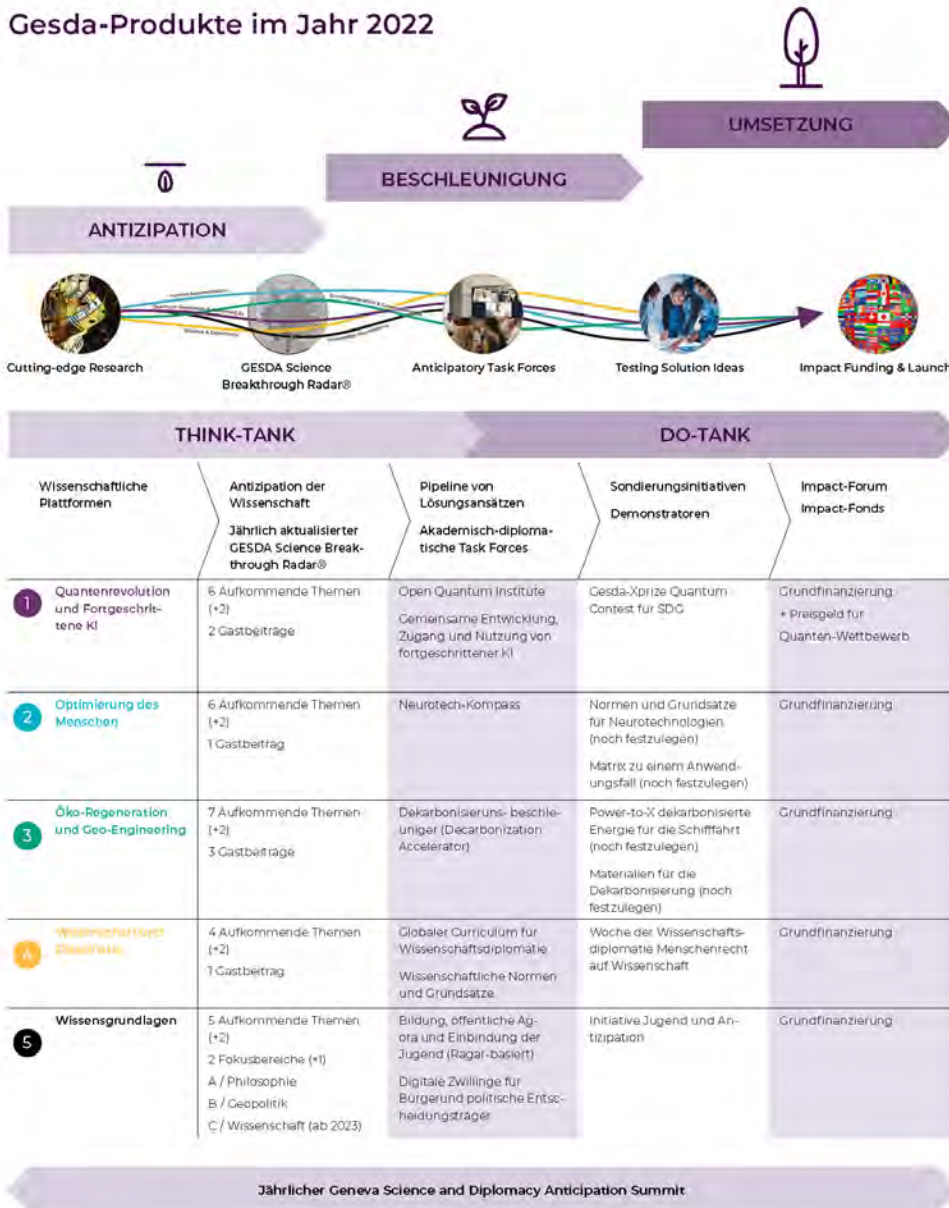 Gesda-Produkte im Jahr 2022
UMSETZUNG
BESCHLEUNIGUNG
ANTIZIPATION
Cutting-edge Research
GESDA Science
Breakthrough Radar®
Anticipatory Task Forces
Testing Solution Ideas
Impact Funding & Launch
THINK-TANK
DO-TANK
Wissenschaftliche
Plattformen
Antizipation der
Wissenschaft
Jährlich aktualisierter
GESDA Science Break-
through Radar®
Pipeline von
Lösungsansätzen
Akademisch-diploma-
tische Task Forces
Sondierungsinitiativen
Demonstratoren
Impact-Forum
Impact-Fonds
1
Quantenrevolution
und Fortgeschrit-
tene KI
6 Aufkommende Themen
(+2)
2 Gastbeiträge
Open Quantum Institute
Gemeinsame Entwicklung,
Zugang und Nutzung von
fortgeschrittener KI
Gesda-Xprize Quantum
Contest für SDG
Grundfinanzierung
+ Preisgeld für
Quanten-Wettbewerb
2
Optimierung des
Menschen
6 Aufkommende Themen
(+2)
1 Gastbeitrag
Neurotech-Kompass
Normen und Grundsätze
für Neurotechnologien
(noch festzulegen)
Matrix zu einem Anwend-
ungsfall (noch festzulegen)
Grundfinanzierung
3
Öko-Regeneration
und Geo-Engineering
7 Aufkommende Themen
(+2)
3 Gastbeiträge
Dekarbonisieruns- beschle-
uniger (Decarbonization
Accelerator)
Power-to-X dekarbonisierte
Energie für die Schifffahrt
(noch festzulegen)
Materialien für die
Dekarbonisierung (noch
festzulegen)
Grundfinanzierung
4
4 Aufkommende Themen
(+2)
1 Gastbeitrag
Globaler Curriculum für
Wissenschaftsdiplomatie
Wissenschaftliche Normen
und Grundsätze
Woche der Wissenschafts-
diplomatie Menschenrecht
auf Wissenschaft
Grundfinanzierung
5
Wissensgrundlagen
5 Aufkommende Themen
(+2)
2 Fokusbereiche (+1)
A / Philosophie
B / Geopolitik
C / Wissenschaft (ab 2023)
Bildung, öffentliche Ag-
ora und Einbindung der
Jugend (Ragar-basiert)
Digitale Zwillinge für
Bürgerund politische Entsc-
heidungsträger
Initiative Jugend und An-
tizipation
Grundfinanzierung
Jährlicher Geneva Science and Diplomacy Anticipation Summit